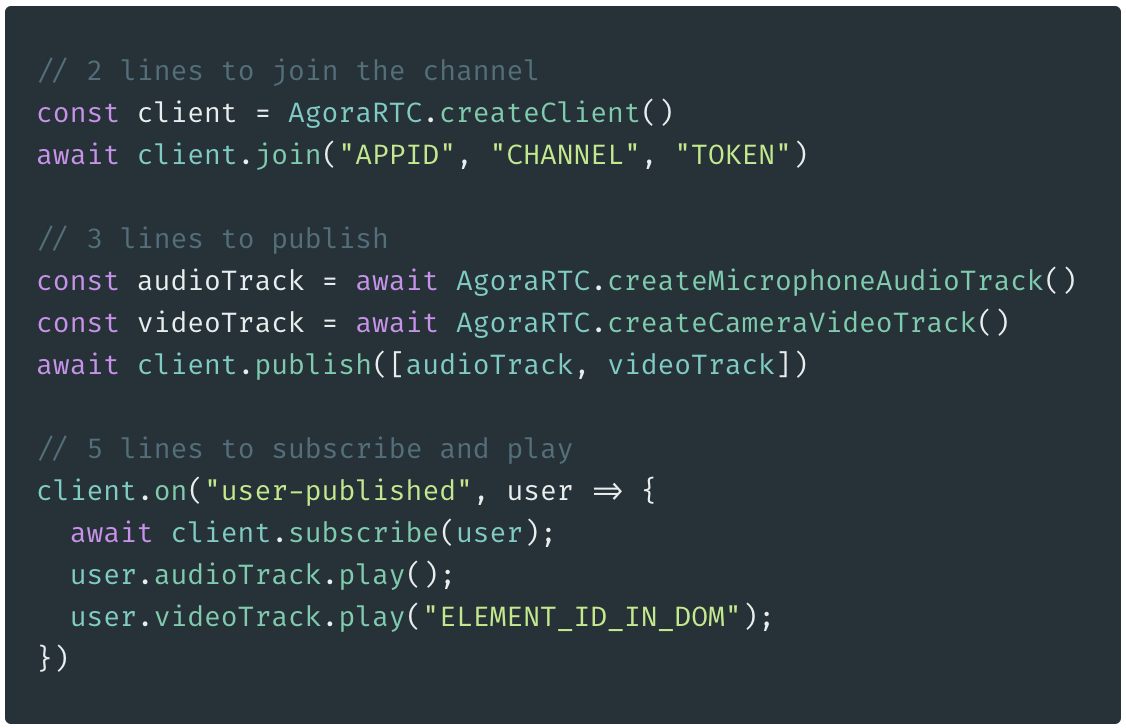 // 2 lines to join the channel
const client = AgoraRTC.createClient()
await client.join("APPID", "CHANNEL", "TOKEN")
// 3 lines to publish
const audioTrack = await AgoraRTC.createMicrophoneAudioTrack()
const videoTrack = await AgoraRTC.createCameraVideoTrack()
await client.publish([audioTrack, videoTrack])
// 5 lines to subscribe and play
client.on("user-published", user => {
  await client.subscribe(user);
  user.audioTrack.play();
  user.videoTrack.play("ELEMENT_ID_IN_DOM");
})